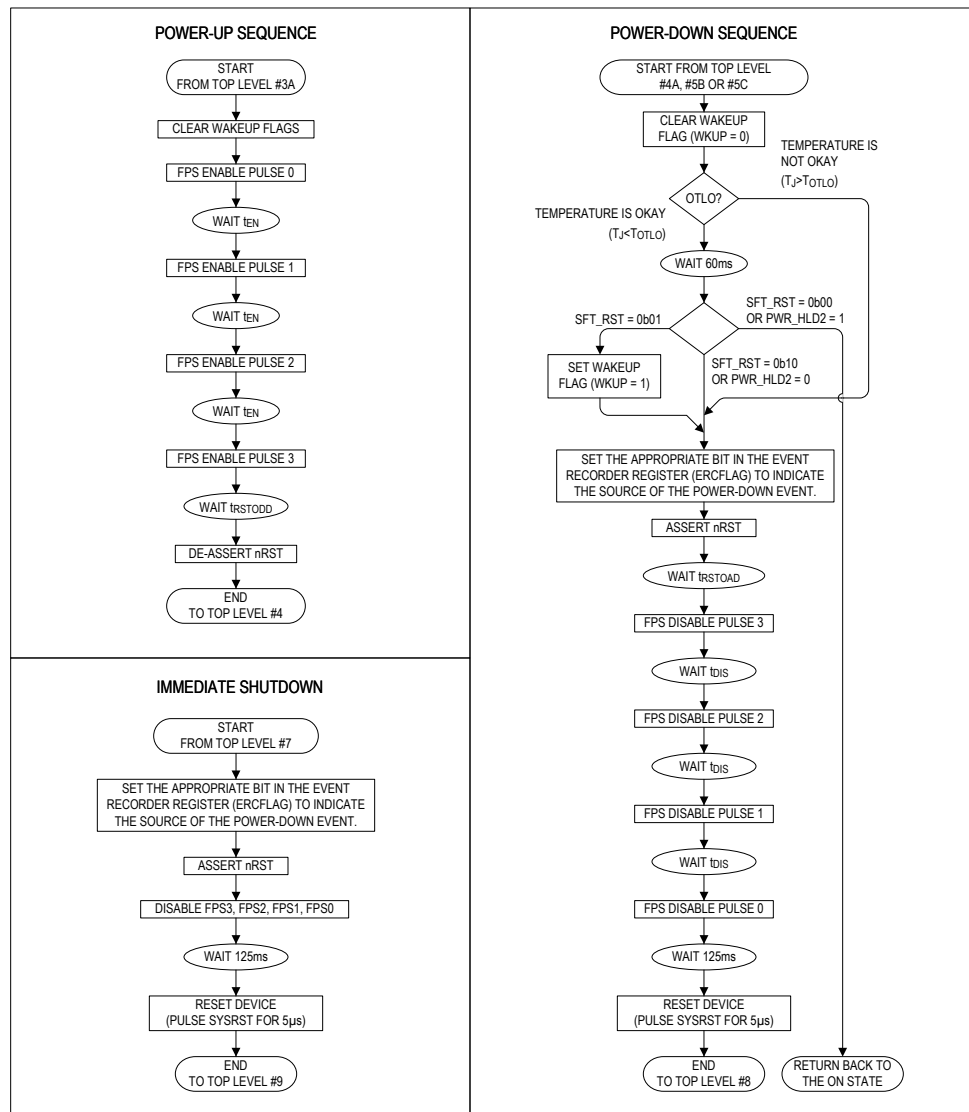 POWER-UP SEQUENCE
START
FROM TOP LEVEL #3A
CLEAR WAKEUP FLAGS
FPS ENABLE PULSE 0
WAIT tEN
FPS ENABLE PULSE 1
WAIT tEN
FPS ENABLE PULSE 2
WAIT tEN
FPS ENABLE PULSE 3
WAIT tRSTODD
DE-ASSERT nRST
END
TO TOP LEVEL #4
IMMEDIATE SHUTDOWN
START
FROM TOP LEVEL #7
SET THE APPROPRIATE BIT IN THE EVENT
RECORDER REGISTER (ERCFLAG) TO INDICATE
THE SOURCE OF THE POWER-DOWN EVENT.
ASSERT nRST
DISABLE FPS3, FPS2, FPS1, FPS0
WAIT 125ms
RESET DEVICE
(PULSE SYSRST FOR 5µs)
END
TO TOP LEVEL #9
POWER-DOWN SEQUENCE
START FROM TOP LEVEL
#4A, #5B OR #5C
CLEAR WAKEUP
FLAG (WKUP = 0)
TEMPERATURE IS
NOT OKAY
(TJ>TOTLO)
OTLO?
TEMPERATURE IS OKAY
(TJ<TOTLO)
WAIT 60ms
SFT_RST = 0b01
SFT_RST = 0b00
OR PWR_HLD2 = 1
SET WAKEUP
FLAG (WKUP = 1)
SFT_RST = 0b10
OR PWR_HLD2 = 0
SET THE APPROPRIATE BIT IN THE EVENT
RECORDER REGISTER (ERCFLAG) TO INDICATE
THE SOURCE OF THE POWER-DOWN EVENT.
ASSERT nRST
WAIT tRSTOAD
FPS DISABLE PULSE 3
WAIT tDIS
FPS DISABLE PULSE 2
WAIT tDIS
FPS DISABLE PULSE 1
WAIT tDIS
FPS DISABLE PULSE 0
WAIT 125ms
RESET DEVICE
(PULSE SYSRST FOR 5µs)
END
TO TOP LEVEL #8
RETURN BACK TO
THE ON STATE